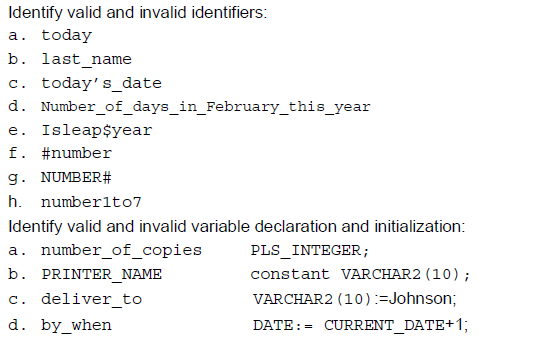 Identify valid and invalid identifiers:
a. today
b. last_name
c. today’s_date
d. Number_of_days_in_February_this_year
e. Isleap$year
f. #number
g. NUMBER#
h. number1to7
Identify valid and invalid variable declaration and initialization:
a. number_of_copies PLS_INTEGER;
b. PRINTER_NAME constant VARCHAR2(10);
c. deliver_to VARCHAR2(10):=Johnson;
d. by_when DATE:= CURRENT_DATE+1;